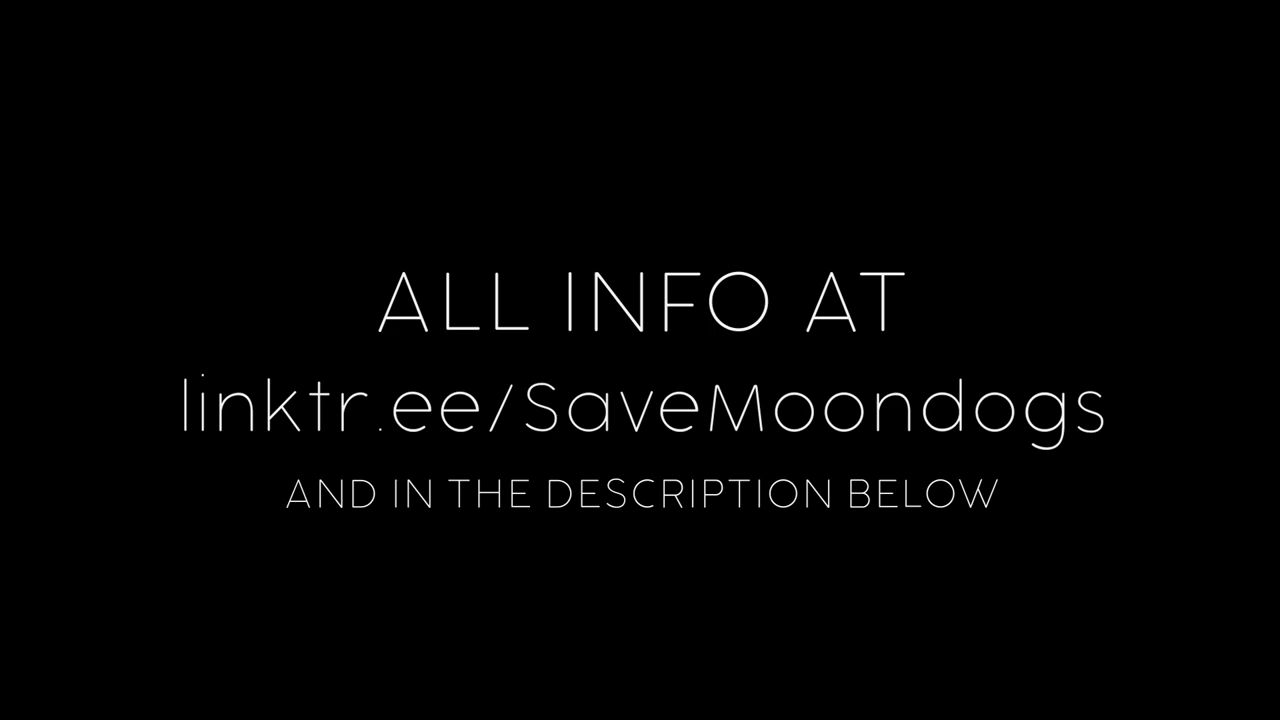 ALL INFO AT
linktr.ee/SaveMoondogs
AND IN THE DESCRIPTION BELOW